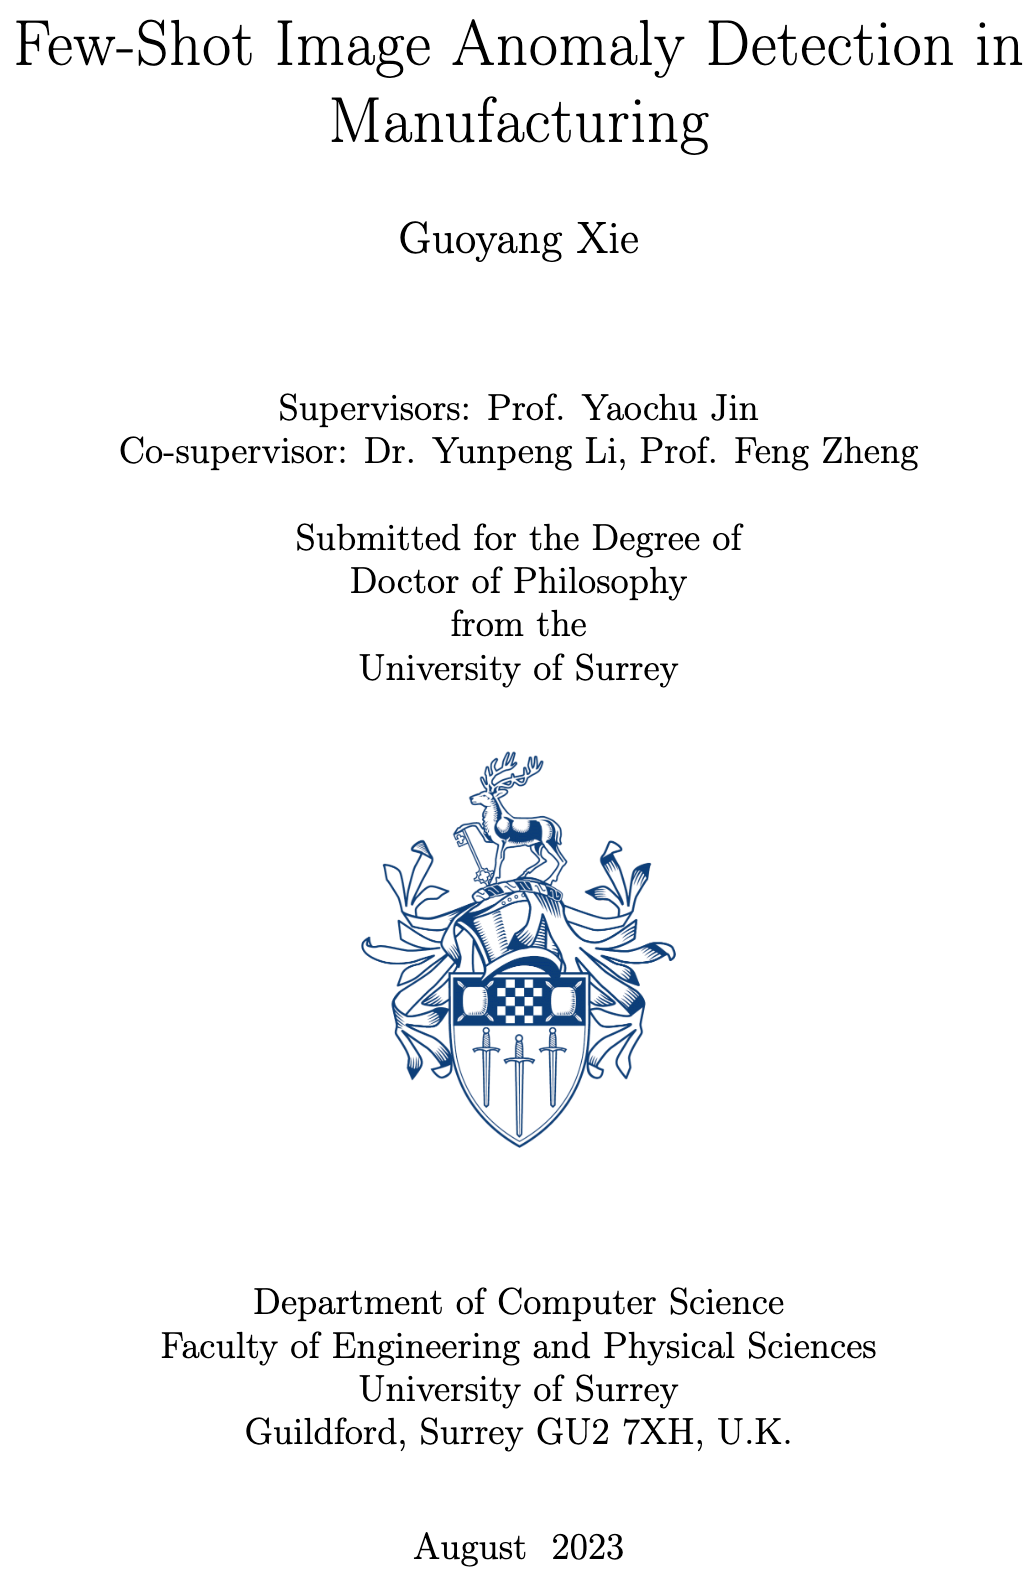 Few-Shot Image Anomaly Detection in
Manufacturing
Guoyang Xie
Supervisors: Prof. Yaochu Jin
Co-supervisor: Dr. Yunpeng Li, Prof. Feng Zheng
Submitted for the Degree of
Doctor of Philosophy
from the
University of Surrey
Department of Computer Science
Faculty of Engineering and Physical Sciences
University of Surrey
Guildford, Surrey GU2 7XH, U.K.
August 2023